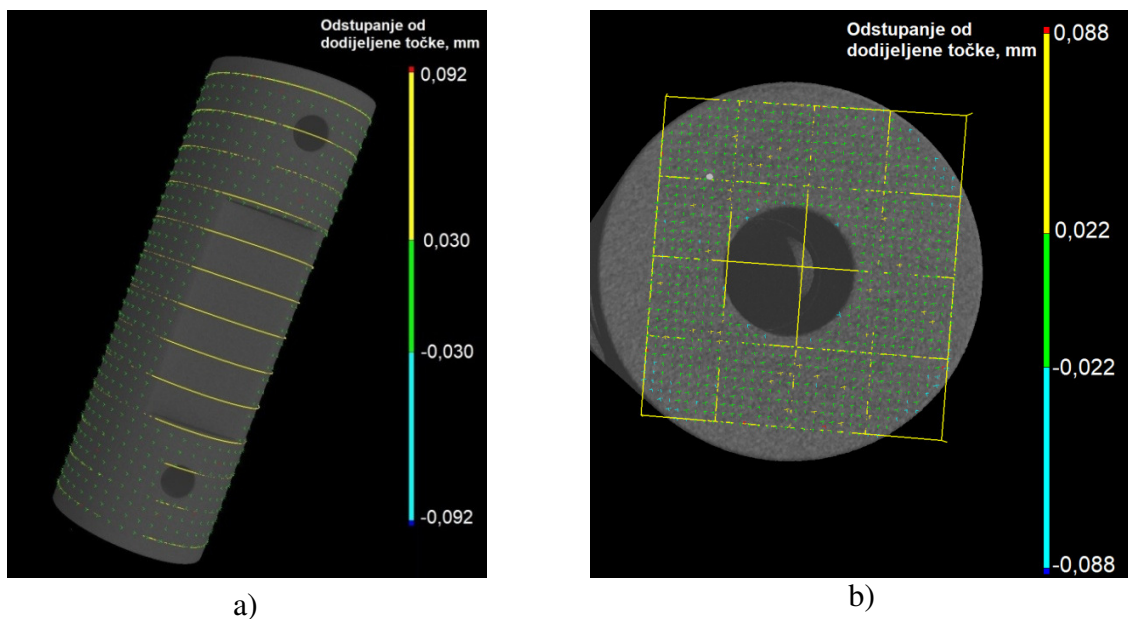 Odstupanje od
dodijeljene točke, mm
0,092
0,030
-0,030
-0,092
a)
Odstupanje od
dodijeljene točke, mm
0,088
0,022
-0,022
-0,088
b)